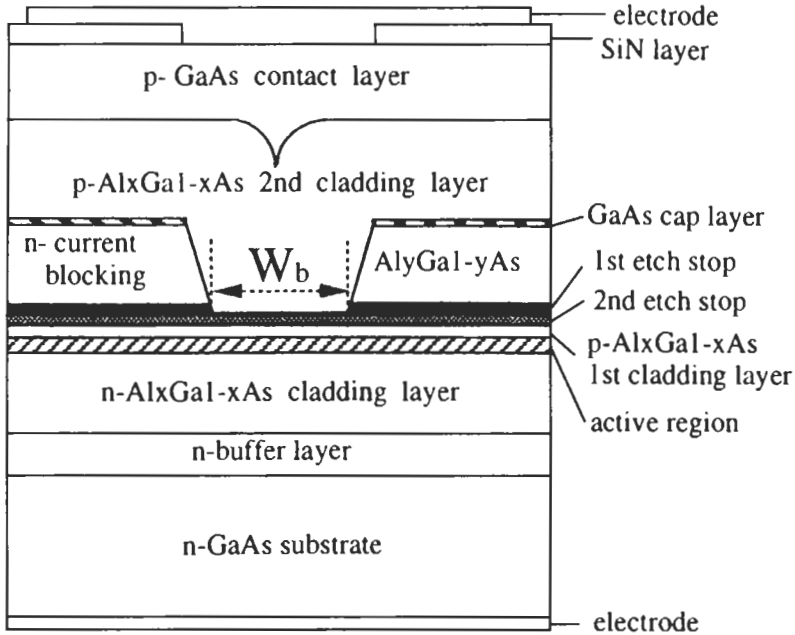 electrode
SiN layer
p- GaAs contact layer
p-AlxGa1-xAs 2nd cladding layer
GaAs cap layer
n- current
blocking
Wb
AlyGa1-yAs
1st etch stop
2nd etch stop
p-AlxGa1-xAs
1st cladding layer
n-AlxGa1-xAs cladding layer
active region
n-buffer layer
n-GaAs substrate
electrode